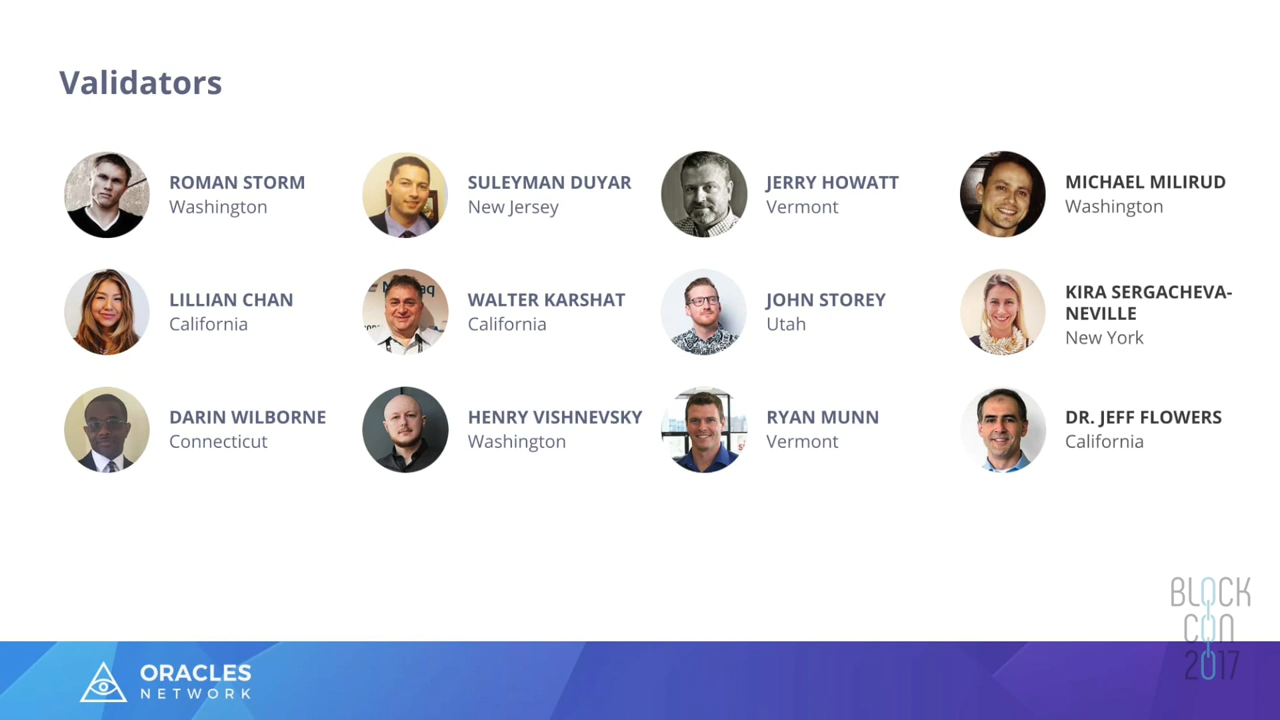 Validators
ROMAN STORM
Washington
SULEYMAN DUYAR
New Jersey
JERRY HOWATT
Vermont
MICHAEL MILIRUD
Washington
LILLIAN CHAN
California
WALTER KARSHAT
California
JOHN STOREY
Utah
KIRA SERGACHEVA-
NEVILLE
New York
DARIN WILBORNE
Connecticut
HENRY VISHNEVSKY
Washington
RYAN MUNN
Vermont
DR. JEFF FLOWERS
California
BLOCK
CON
2017
ORACLES
NETWORK